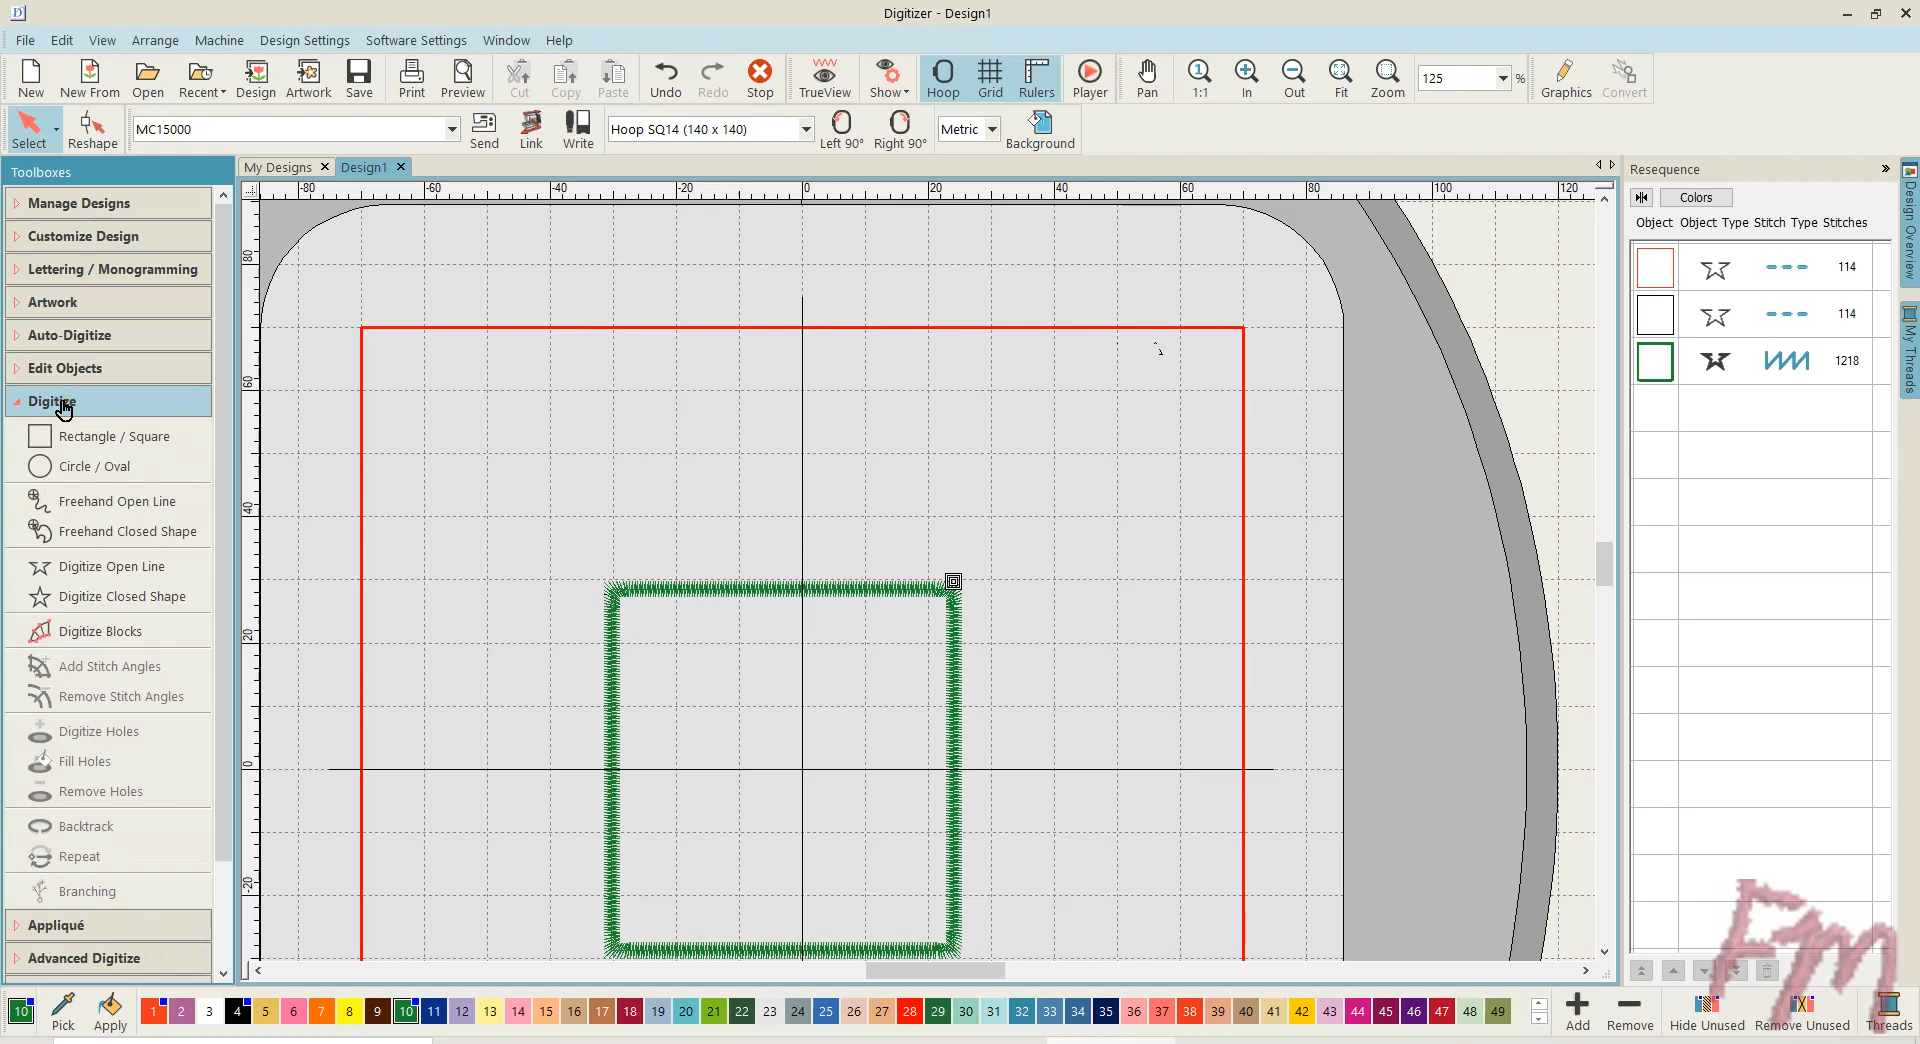 Digitizer - Design1
File Edit View Arrange Machine Design Settings Software Settings Window Help
New New From Open Recent Design Artwork Save Print Preview Cut Copy Paste Undo Redo Stop TrueView Show Hoop Grid Rulers Player Pan 1:1 In Out Fit Zoom 125 % Graphics Convert
Select Reshape MC15000 Send Link Write Hoop SQ14 (140 x 140) Left 90° Right 90° Metric Background
Toolboxes
My Designs Design1
Manage Designs
Customize Design
Lettering / Monogramming
Artwork
Auto-Digitize
Edit Objects
Digitize
Rectangle / Square
Circle / Oval
Freehand Open Line
Freehand Closed Shape
Digitize Open Line
Digitize Closed Shape
Digitize Blocks
Add Stitch Angles
Remove Stitch Angles
Digitize Holes
Fill Holes
Remove Holes
Backtrack
Repeat
Branching
Appliqué
Advanced Digitize
-80 -60 -40 -20 0 20 40 60 80 100 120
80
60
40
20
0
-20
Resequence
Colors
Object Object Type Stitch Type Stitches
114
114
1218
Design Overview
My Threads
FM
10 Pick Apply 1 2 3 4 5 6 7 8 9 10 11 12 13 14 15 16 17 18 19 20 21 22 23 24 25 26 27 28 29 30 31 32 33 34 35 36 37 38 39 40 41 42 43 44 45 46 47 48 49 Add Remove Hide Unused Remove Unused Threads